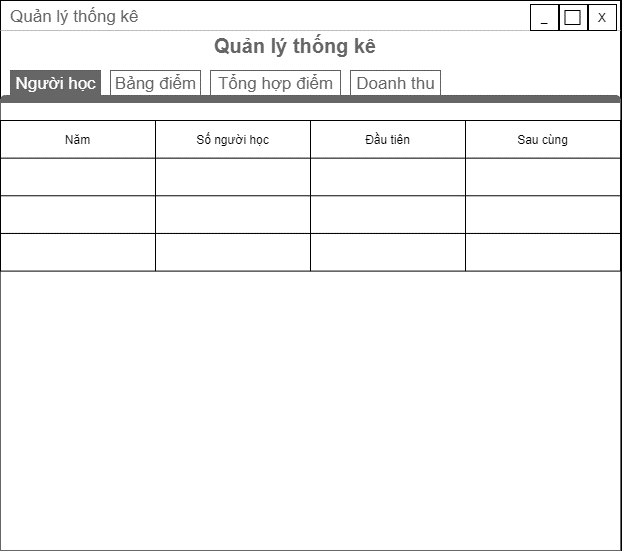 Quản lý thống kê
_ X
Quản lý thống kê
Người học Bảng điểm Tổng hợp điểm Doanh thu
Năm Số người học Đầu tiên Sau cùng